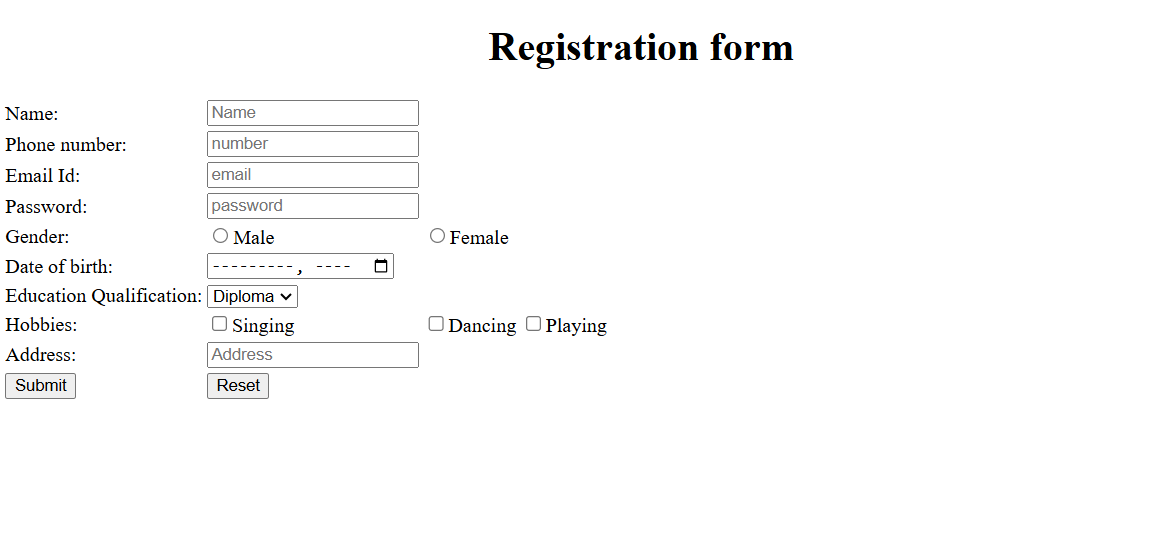 Registration form
Name: Name
Phone number: number
Email Id: email
Password: password
Gender: Male Female
Date of birth: ---------, ----
Education Qualification: Diploma
Hobbies: Singing Dancing Playing
Address: Address
Submit Reset